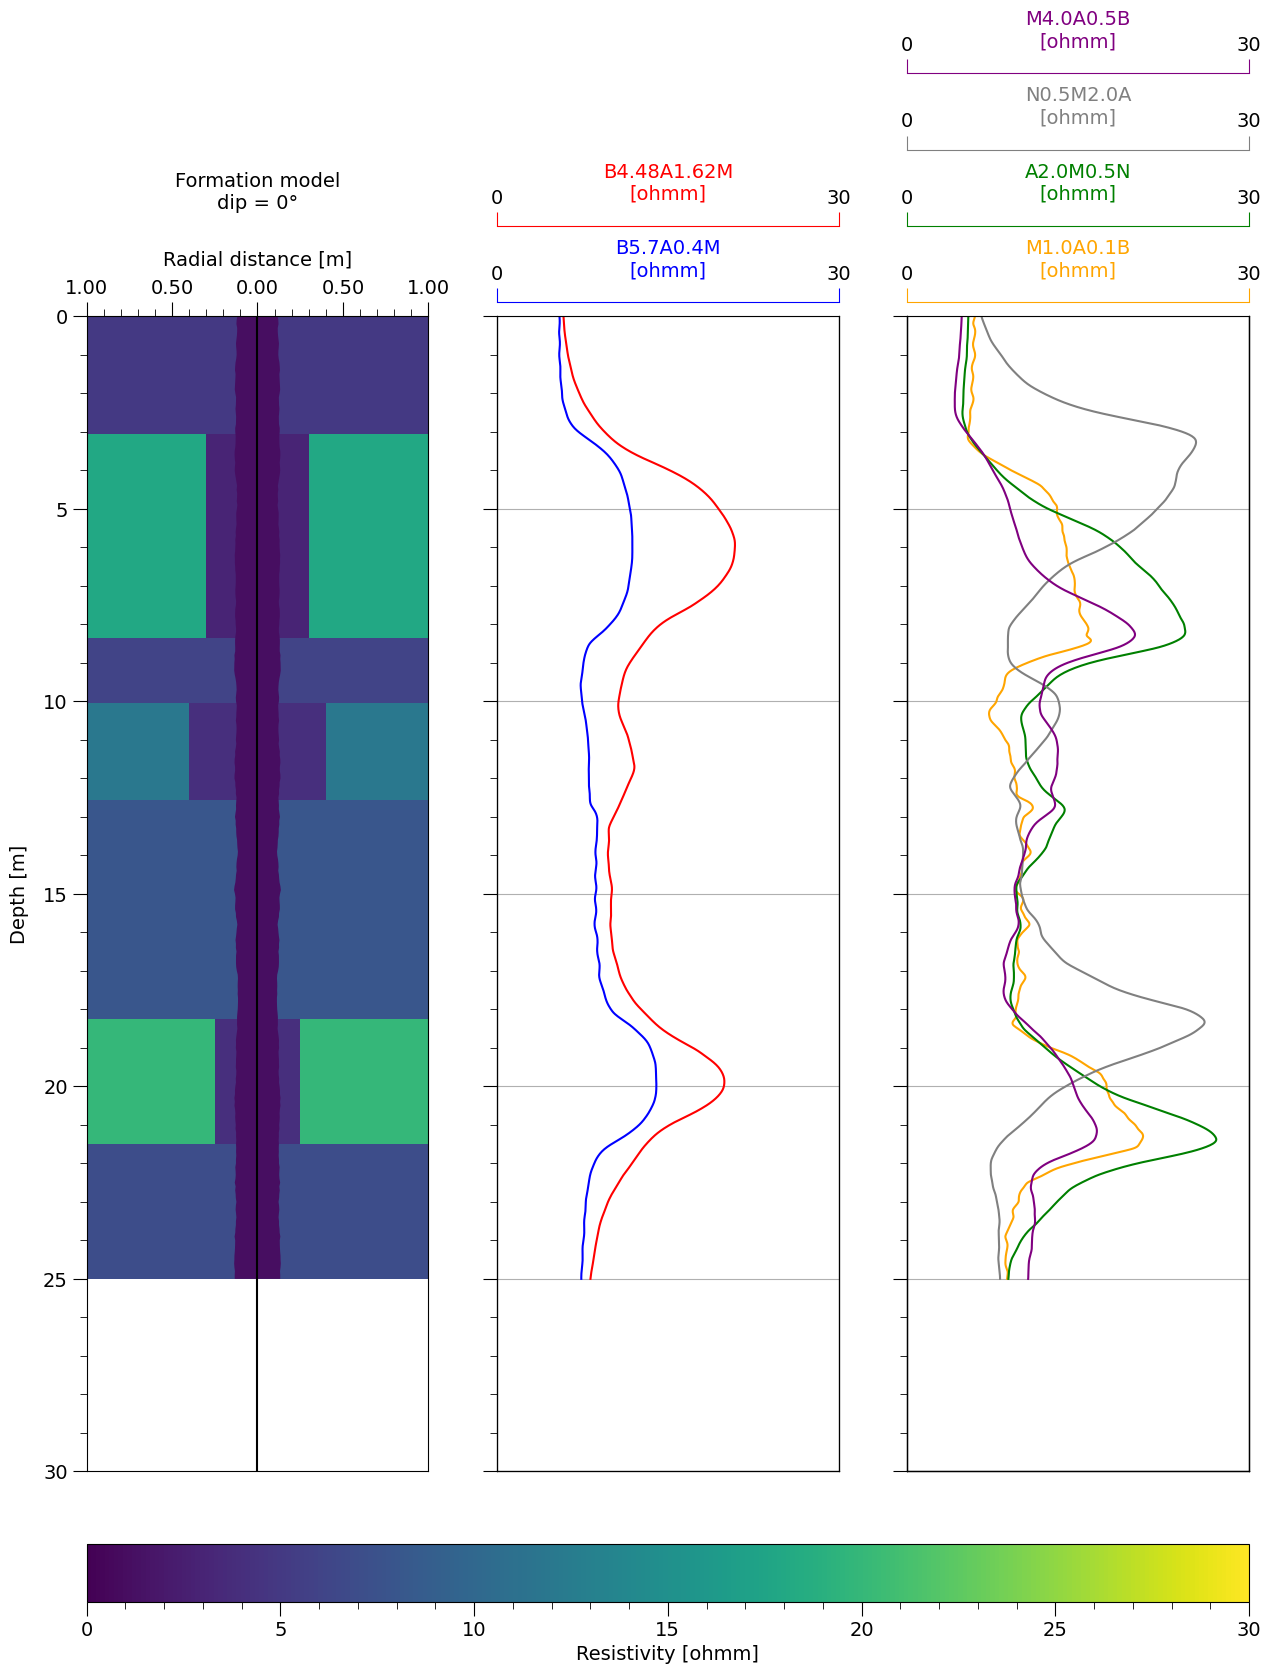 M4.0A0.5B
0 [ohmm] 30
N0.5M2.0A
0 [ohmm] 30
Formation model
dip = 0°
B4.48A1.62M
0 [ohmm] 30
A2.0M0.5N
0 [ohmm] 30
Radial distance [m]
1.00 0.50 0.00 0.50 1.00
B5.7A0.4M
0 [ohmm] 30
M1.0A0.1B
0 [ohmm] 30
0
5
10
15
20
25
30
Depth [m]
0 5 10 15 20 25 30
Resistivity [ohmm]